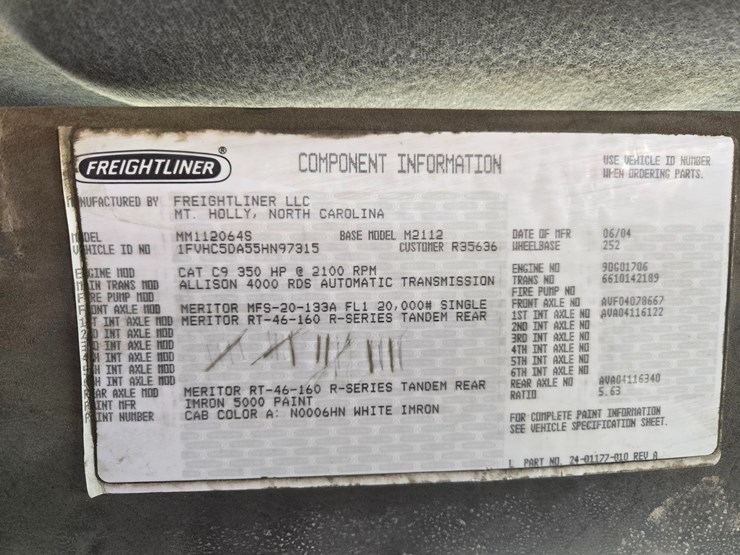 FREIGHTLINER ®
COMPONENT INFORMATION
USE VEHICLE ID NUMBER
WHEN ORDERING PARTS.
MANUFACTURED BY FREIGHTLINER LLC
MT. HOLLY, NORTH CAROLINA
MODEL MM112064S BASE MODEL M2112 DATE OF MFR 06/04
VEHICLE ID NO 1FVHC5DA55HN97315 CUSTOMER R35636 WHEELBASE 252
ENGINE MOD CAT C9 350 HP @ 2100 RPM ENGINE NO 9DG01706
MAIN TRANS MOD ALLISON 4000 RDS AUTOMATIC TRANSMISSION TRANS NO 6610142189
FIRE PUMP MOD FIRE PUMP NO
FRONT AXLE MOD MERITOR MFS-20-133A FL1 20,000# SINGLE FRONT AXLE NO AVF04078667
1ST INT AXLE MOD MERITOR RT-46-160 R-SERIES TANDEM REAR 1ST INT AXLE NO AVA04116122
2ND INT AXLE MOD 2ND INT AXLE NO
3RD INT AXLE MOD 3RD INT AXLE NO
4TH INT AXLE MOD 4TH INT AXLE NO
5TH INT AXLE MOD 5TH INT AXLE NO
6TH INT AXLE MOD 6TH INT AXLE NO
REAR AXLE MOD MERITOR RT-46-160 R-SERIES TANDEM REAR REAR AXLE NO AVA04116340
PAINT MFR IMRON 5000 PAINT RATIO 5.63
PAINT NUMBER CAB COLOR A: N0006HN WHITE IMRON
FOR COMPLETE PAINT INFORMATION
SEE VEHICLE SPECIFICATION SHEET.
PART NO. 24-01177-010 REV A